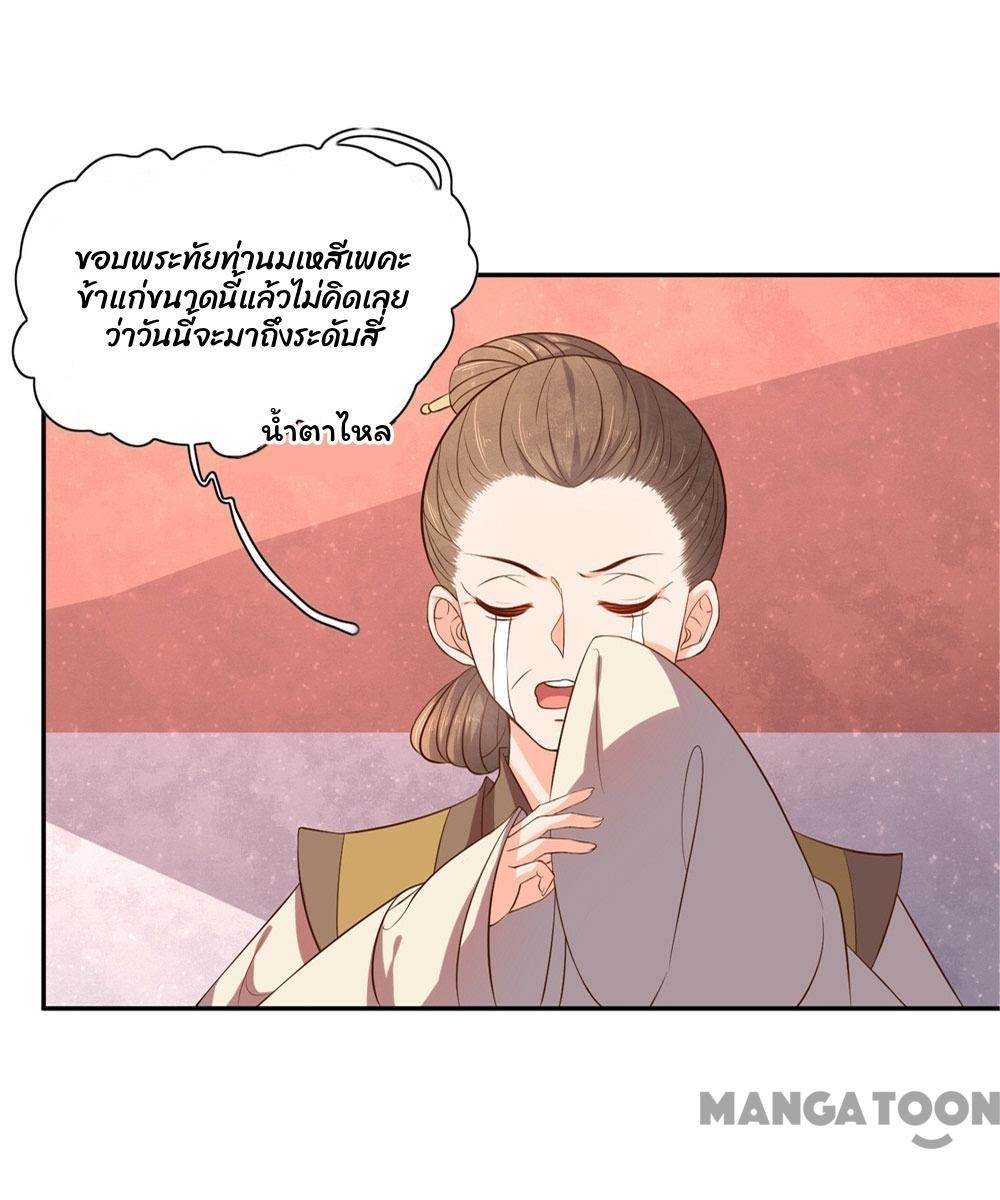 ขอบพระทัยท่านมเหสีเพคะ
ข้าแก่ขนาดนี้แล้วไม่คิดเลย
ว่าวันนี้จะมาถึงระดับสี่
น้ำตาไหล
MANGATOON